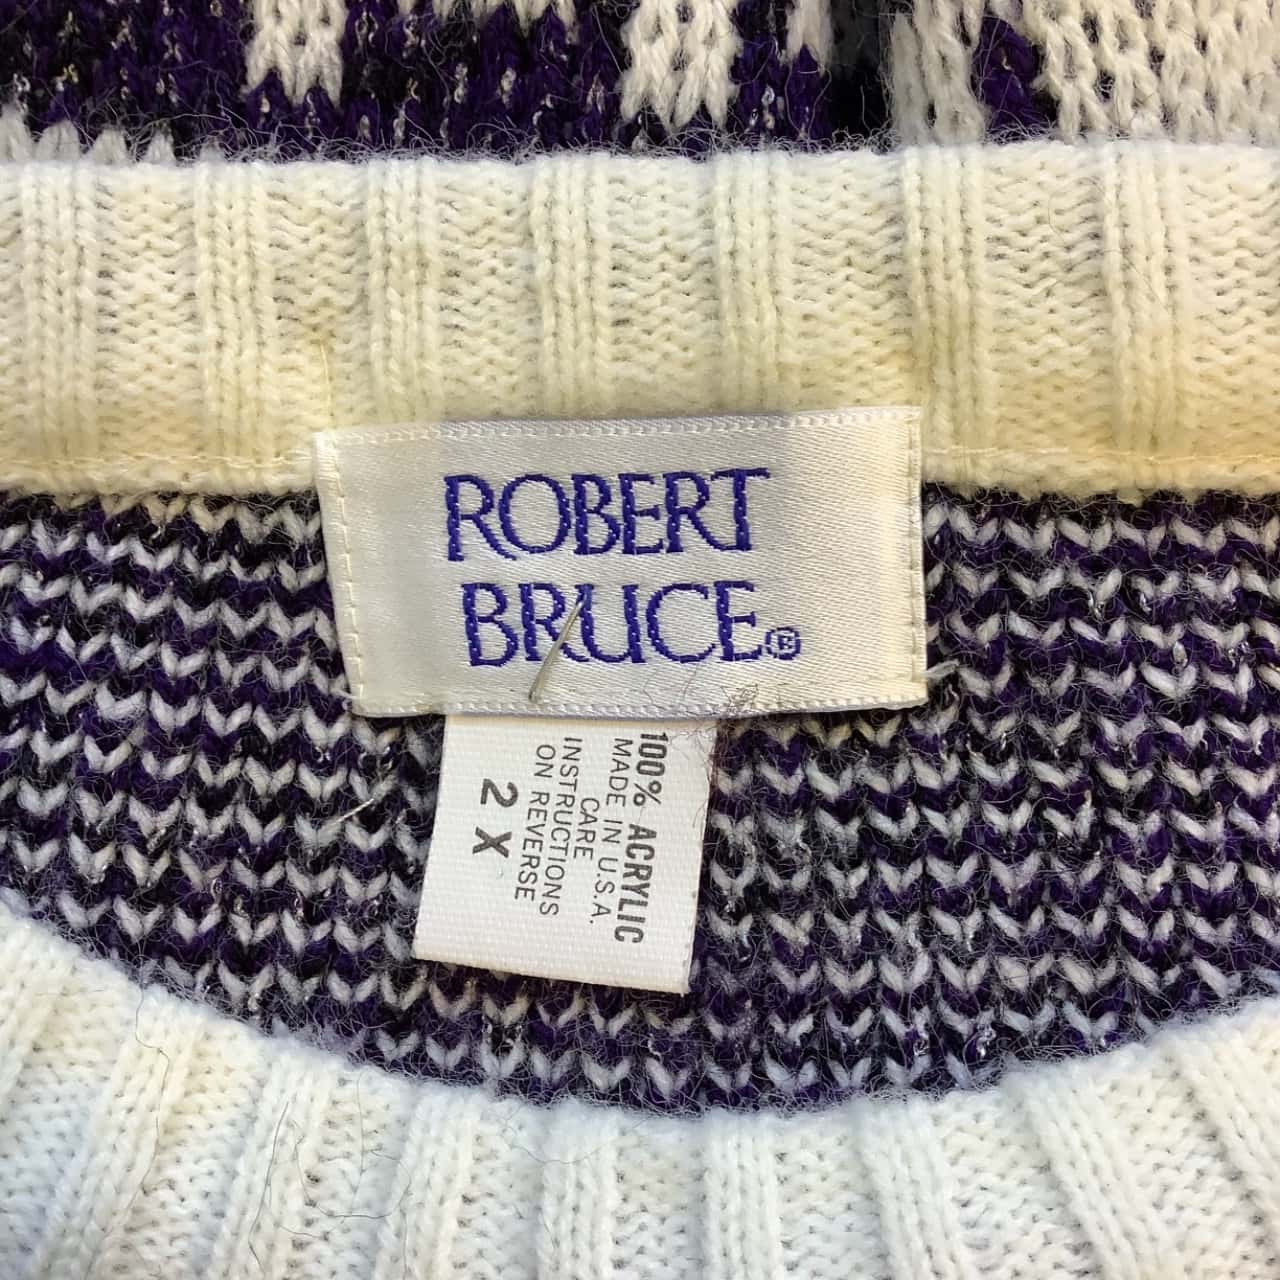 ROBERT
BRUCE®
100% ACRYLIC
MADE IN U.S.A.
CARE
INSTRUCTIONS
ON REVERSE
2 X